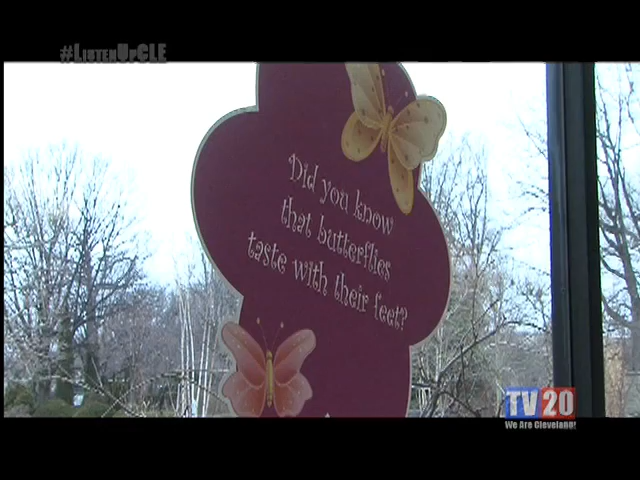 #ListenUpCLE
Did you know
that butterflies
taste with their feet?
TV20
We Are Cleveland!